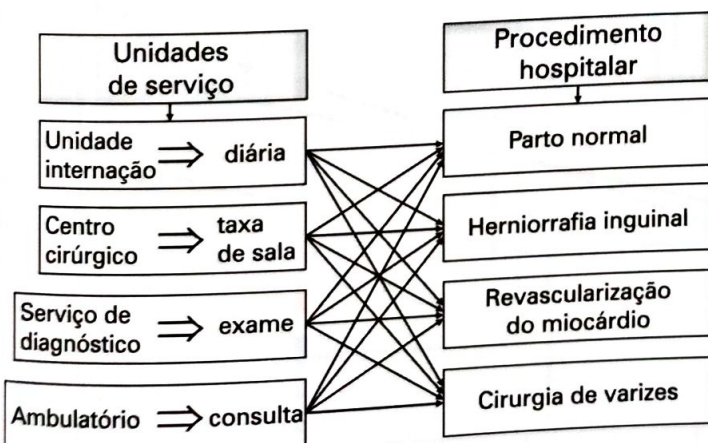 Unidades
de serviço
Unidade
internação
diária
Centro
cirúrgico
taxa
de sala
Serviço de
diagnóstico
exame
Ambulatório
consulta
Procedimento
hospitalar
Parto normal
Herniorrafia inguinal
Revascularização
do miocárdio
Cirurgia de varizes